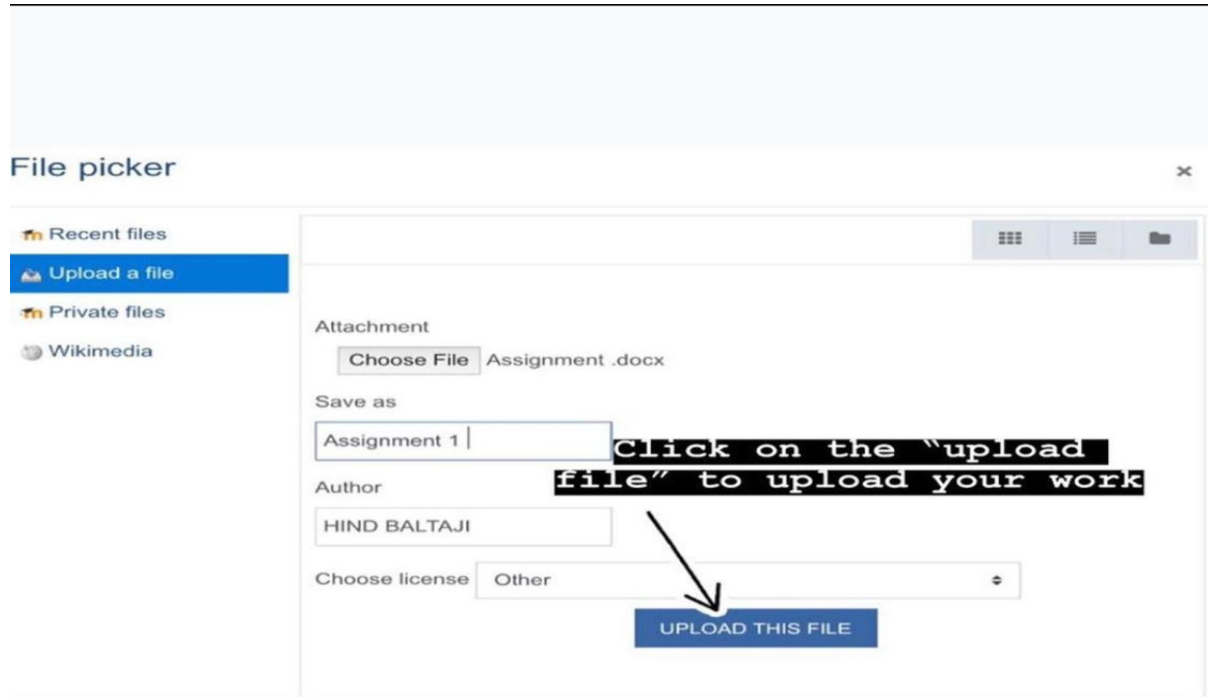 File picker
×
Recent files
Upload a file
Private files
Wikimedia
Attachment
Choose File Assignment .docx
Save as
Assignment 1
Click on the “upload
file” to upload your work
Author
HIND BALTAJI
Choose license Other
UPLOAD THIS FILE